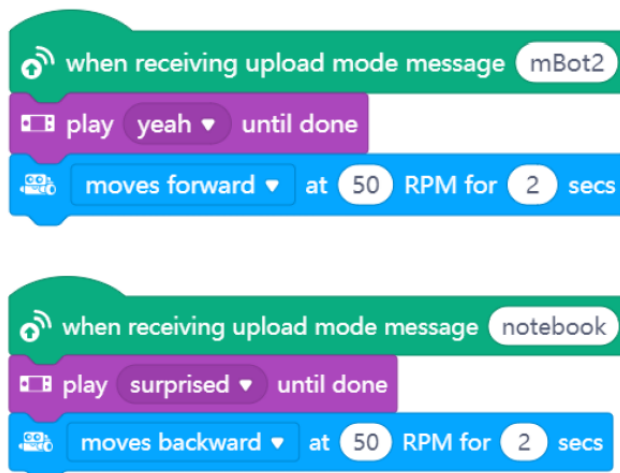 when receiving upload mode message mBot2
play yeah until done
moves forward at 50 RPM for 2 secs
when receiving upload mode message notebook
play surprised until done
moves backward at 50 RPM for 2 secs